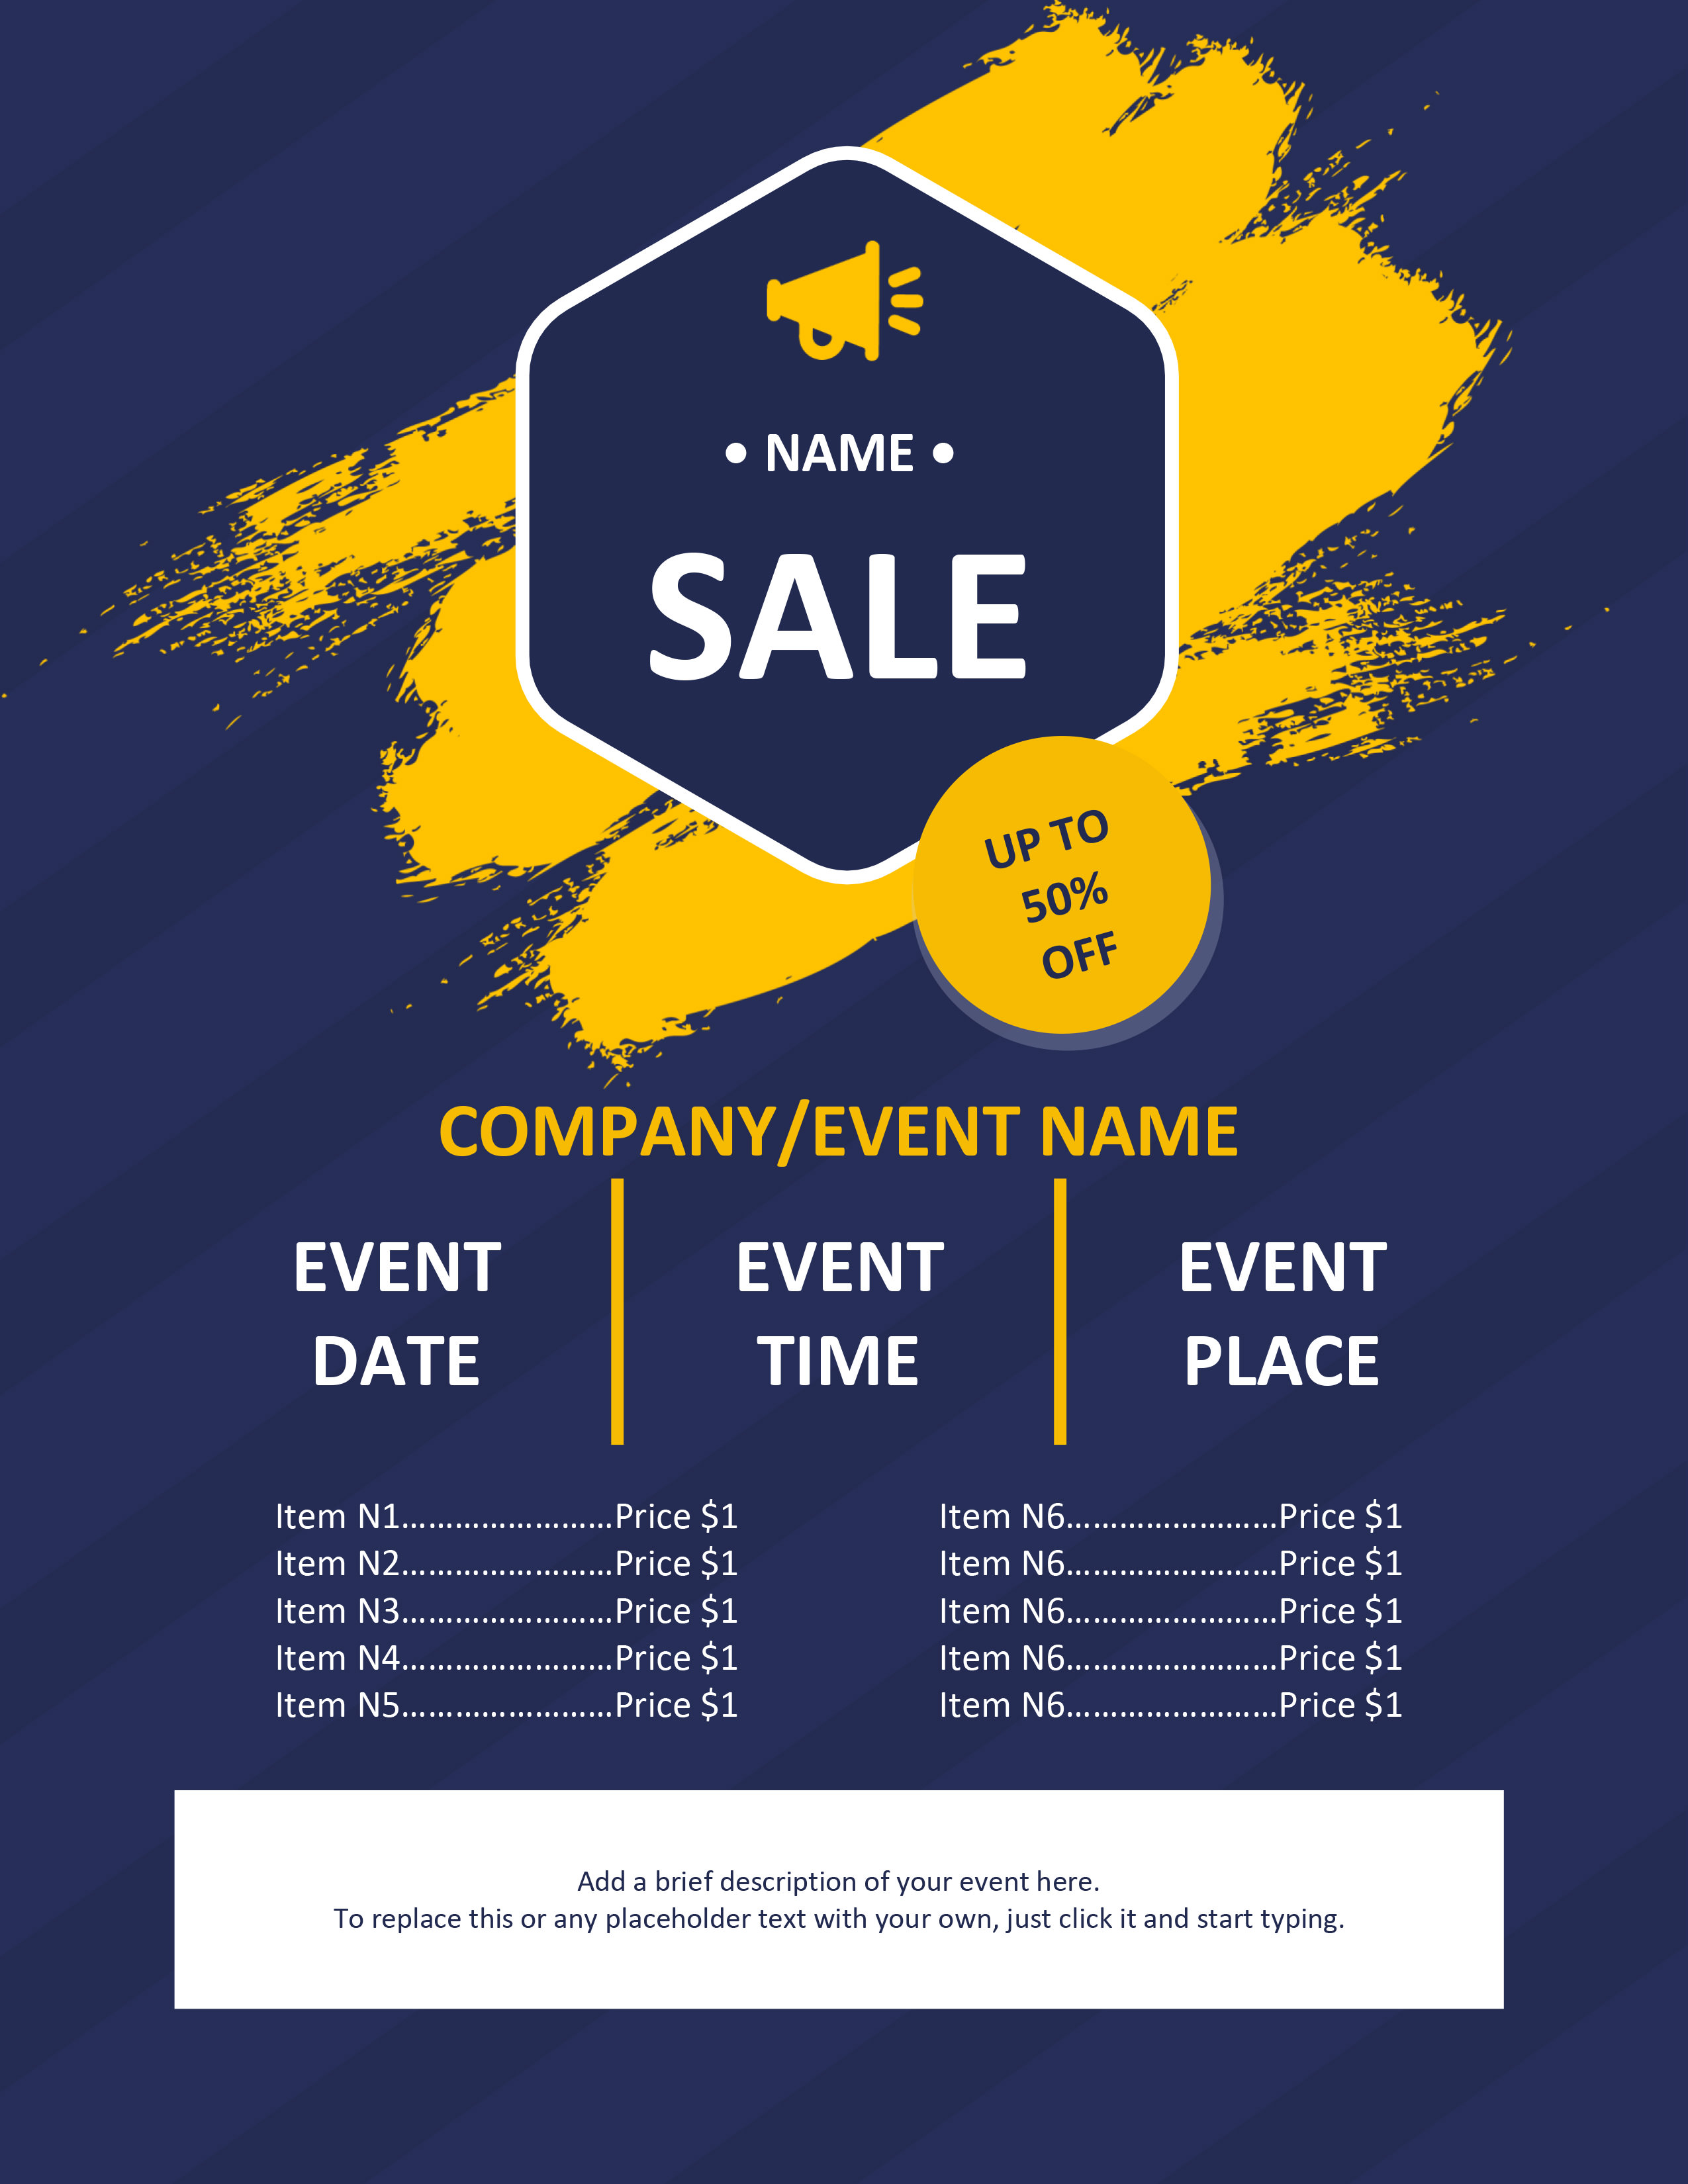 • NAME •
SALE
UP TO
50%
OFF
COMPANY/EVENT NAME
EVENT
DATE
EVENT
TIME
EVENT
PLACE
Item N1........................Price $1
Item N2........................Price $1
Item N3........................Price $1
Item N4........................Price $1
Item N5........................Price $1
Item N6........................Price $1
Item N6........................Price $1
Item N6........................Price $1
Item N6........................Price $1
Item N6........................Price $1
Add a brief description of your event here.
To replace this or any placeholder text with your own, just click it and start typing.